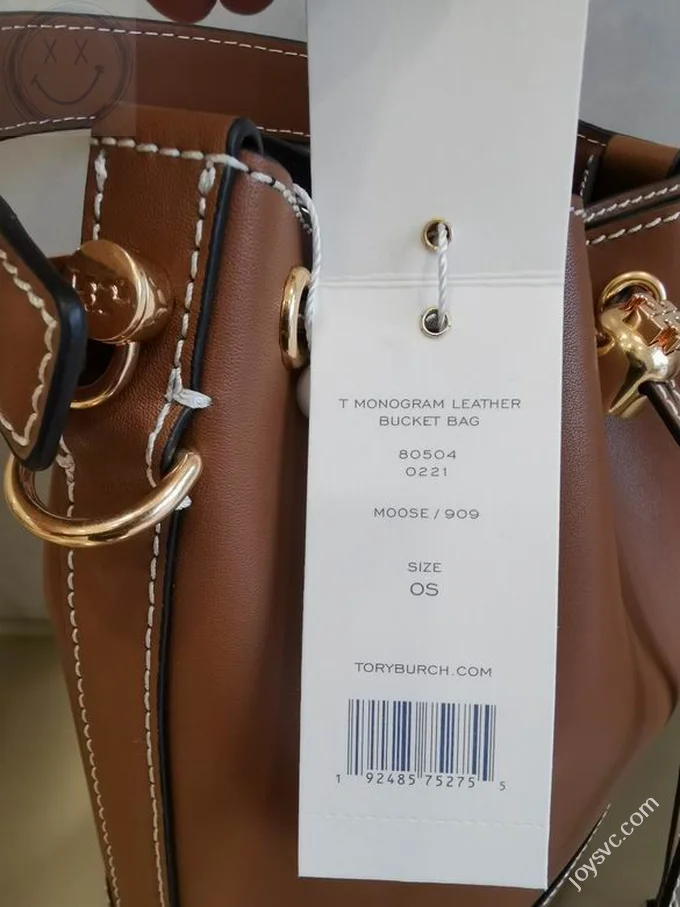 T MONOGRAM LEATHER
BUCKET BAG
80504
0221
MOOSE / 909
SIZE
OS
TORYBURCH.COM
1 92485 75275 5
joysvc.com